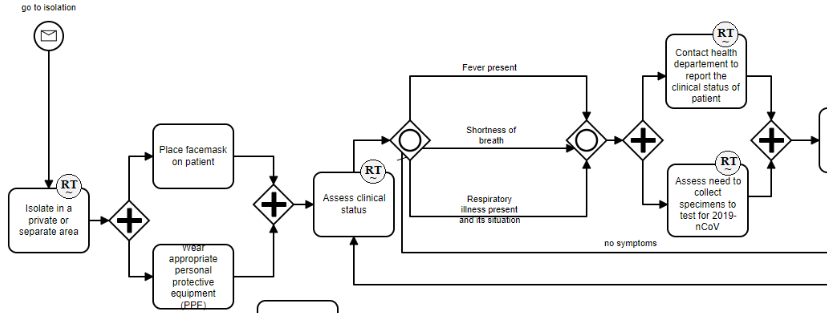 go to isolation
RT
~
Isolate in a
private or
separate area
Place facemask
on patient
Wear
appropriate
personal
protective
equipment
(PPE)
RT
~
Assess clinical
status
Fever present
Shortness of
breath
Respiratory
illness present
and its situation
no symptoms
RT
~
Contact health
departement to
report the
clinical status of
patient
RT
~
Assess need to
collect
specimens to
test for 2019-
nCoV